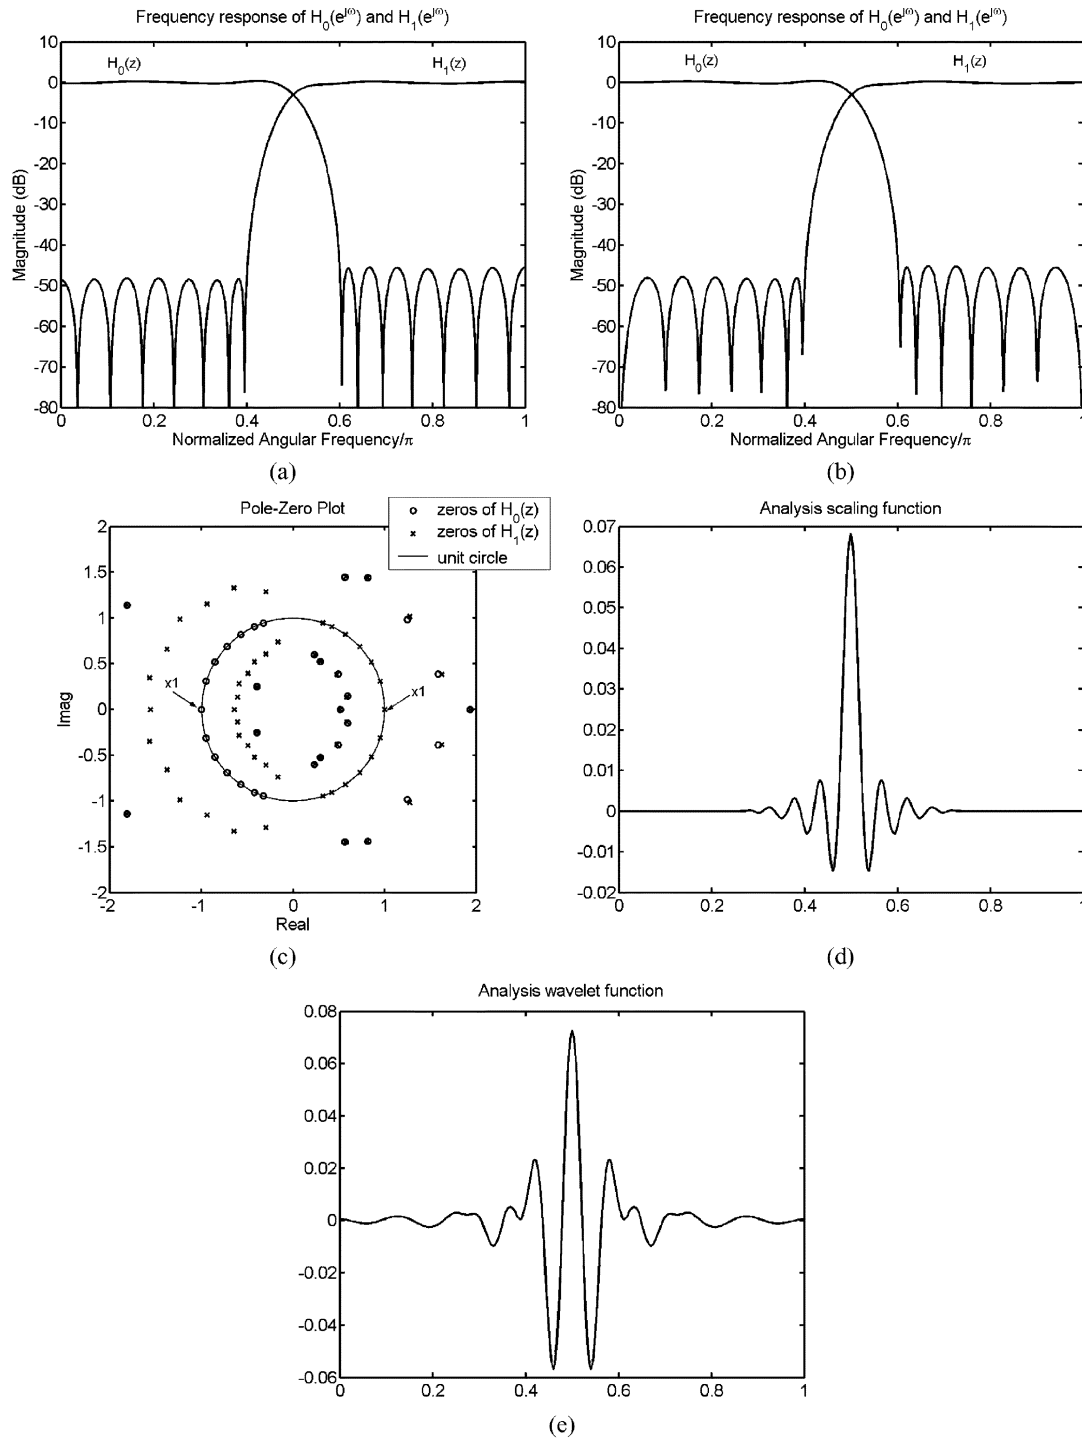 Frequency response of H0(e^jω) and H1(e^jω)
10
0
-10
-20
-30
-40
-50
-60
-70
-80
Magnitude (dB)
H0(z)
H1(z)
0 0.2 0.4 0.6 0.8 1
Normalized Angular Frequency/π
(a)
Frequency response of H0(e^jω) and H1(e^jω)
10
0
-10
-20
-30
-40
-50
-60
-70
-80
Magnitude (dB)
H0(z)
H1(z)
0 0.2 0.4 0.6 0.8 1
Normalized Angular Frequency/π
(b)
Pole-Zero Plot
zeros of H0(z)
zeros of H1(z)
unit circle
2
1.5
1
0.5
0
-0.5
-1
-1.5
-2
Imag
x1
x1
-2 -1 0 1 2
Real
(c)
Analysis scaling function
0.07
0.06
0.05
0.04
0.03
0.02
0.01
0
-0.01
-0.02
0 0.2 0.4 0.6 0.8 1
(d)
Analysis wavelet function
0.08
0.06
0.04
0.02
0
-0.02
-0.04
-0.06
0 0.2 0.4 0.6 0.8 1
(e)